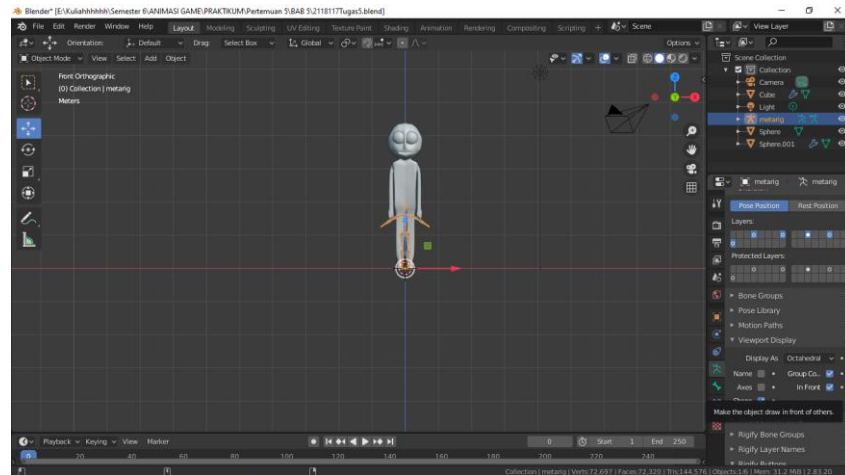 Blender* [E:\Kuliahhhhhh\Semester 6\ANIMASI GAME\PRAKTIKUM\Pertemuan 5\BAB 5\2118117Tugas5.blend]
File Edit Render Window Help Layout Modeling Sculpting UV Editing Texture Paint Shading Animation Rendering Compositing Scripting + Scene View Layer
Orientation: Default Drag: Select Box Global Options
Object Mode View Select Add Object
Front Orthographic
(0) Collection | metarig
Meters
Scene Collection
Collection
Camera
Cube
Light
metarig
Sphere
Sphere.001
metarig metarig
Pose Position Rest Position
Layers:
Protected Layers:
Bone Groups
Pose Library
Motion Paths
Viewport Display
Display As Octahedral
Name Group Co..
Axes In Front
Make the object draw in front of others.
Rigify Bone Groups
Rigify Layer Names
Rigify Buttons
Playback Keying View Marker 0 Start 1 End 250
0 20 40 60 80 100 120 140 160 180 200 220 240
Collection | metarig | Verts:72,697 | Faces:72,329 | Tris:144,576 | Objects:1/6 | Mem: 31.2 MiB | 2.83.20